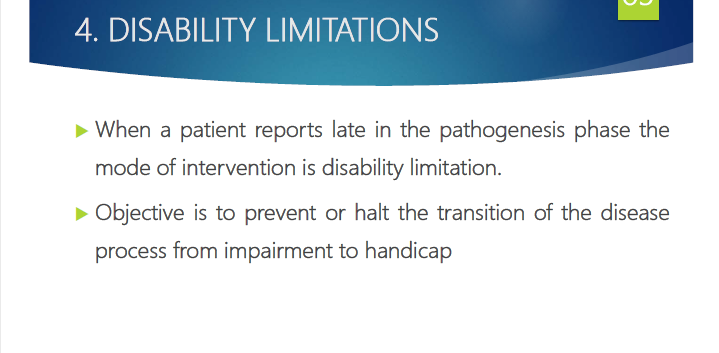 4. DISABILITY LIMITATIONS
When a patient reports late in the pathogenesis phase the
mode of intervention is disability limitation.
Objective is to prevent or halt the transition of the disease
process from impairment to handicap